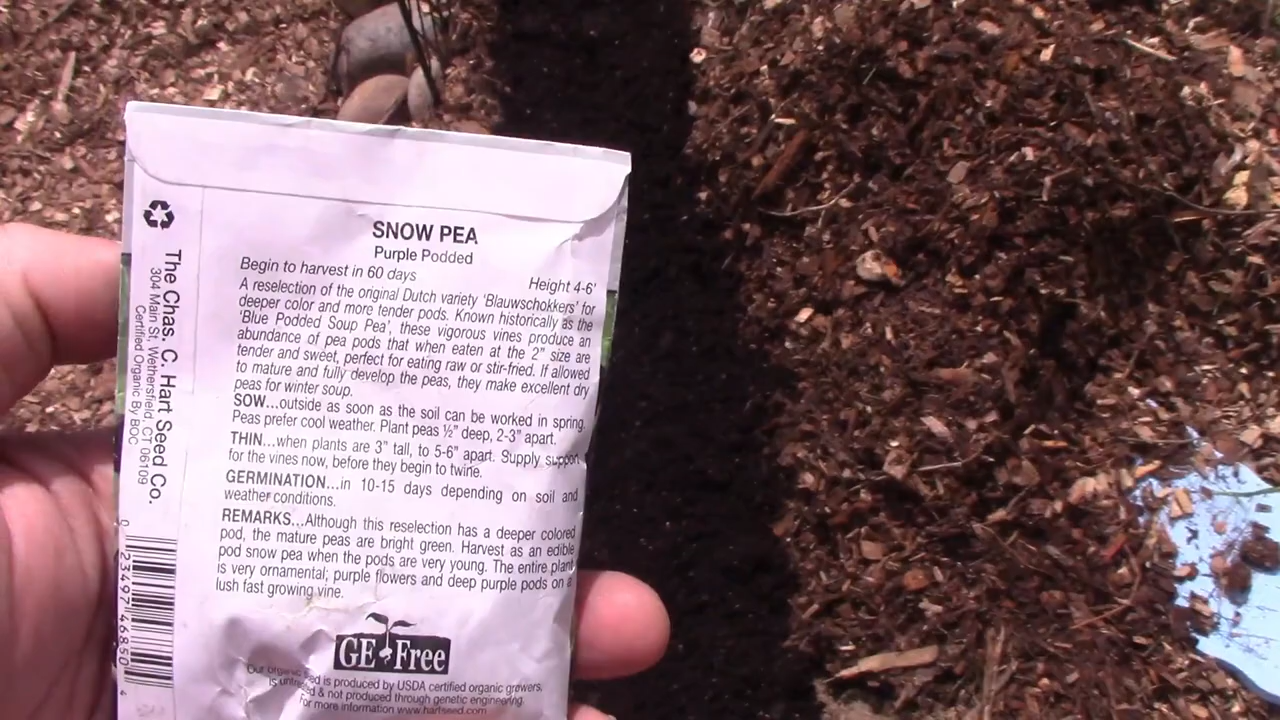 SNOW PEA
Purple Podded
Begin to harvest in 60 days
Height 4-6'
A reselection of the original Dutch variety 'Blauwschokkers' for
deeper color and more tender pods. Known historically as the
'Blue Podded Soup Pea', these vigorous vines produce an
abundance of pea pods that when eaten at the 2" size are
tender and sweet, perfect for eating raw or stir-fried. If allowed
to mature and fully develop the peas, they make excellent dry
peas for winter soup.
SOW...outside as soon as the soil can be worked in spring.
Peas prefer cool weather. Plant peas ½" deep, 2-3" apart.
THIN...when plants are 3" tall, to 5-6" apart. Supply support
for the vines now, before they begin to twine.
GERMINATION...in 10-15 days depending on soil and
weather conditions.
REMARKS...Although this reselection has a deeper colored
pod, the mature peas are bright green. Harvest as an edible
pod snow pea when the pods are very young. The entire plant
is very ornamental; purple flowers and deep purple pods on a
lush fast growing vine.
GE Free
Our organic seed is produced by USDA certified organic growers,
is untreated & not produced through genetic engineering.
for more information www.hartseed.com
The Chas. C. Hart Seed Co.
304 Main St, Wethersfield, CT 06109
Certified Organic By BOC
0 23497 46850 4